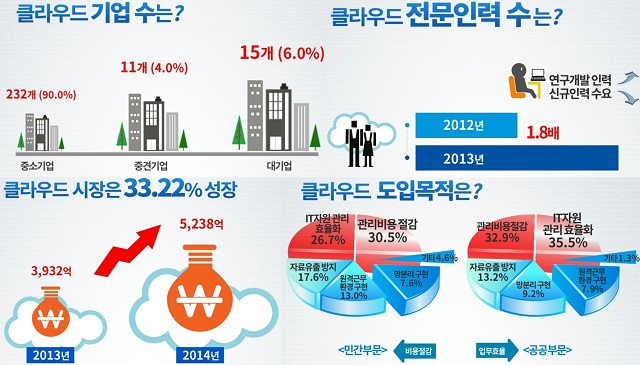 클라우드 기업 수는?
232개 (90.0%)
11개 (4.0%)
15개 (6.0%)
중소기업
중견기업
대기업
클라우드 전문인력 수는?
연구개발 인력
신규인력 수요
2012년
1.8배
2013년
클라우드 시장은 33.22% 성장
3,932억
5,238억
2013년
2014년
클라우드 도입목적은?
IT자원 관리
효율화
26.7%
관리비용 절감
30.5%
기타4.6%
망분리 구현
7.6%
원격근무
환경 구현
13.0%
자료유출 방지
17.6%
<민간부문>
비용절감
관리비용 절감
32.9%
IT자원
관리 효율화
35.5%
기타1.3%
원격근무
환경 구현
7.9%
망분리 구현
9.2%
자료유출 방지
13.2%
업무효율
<공공부문>